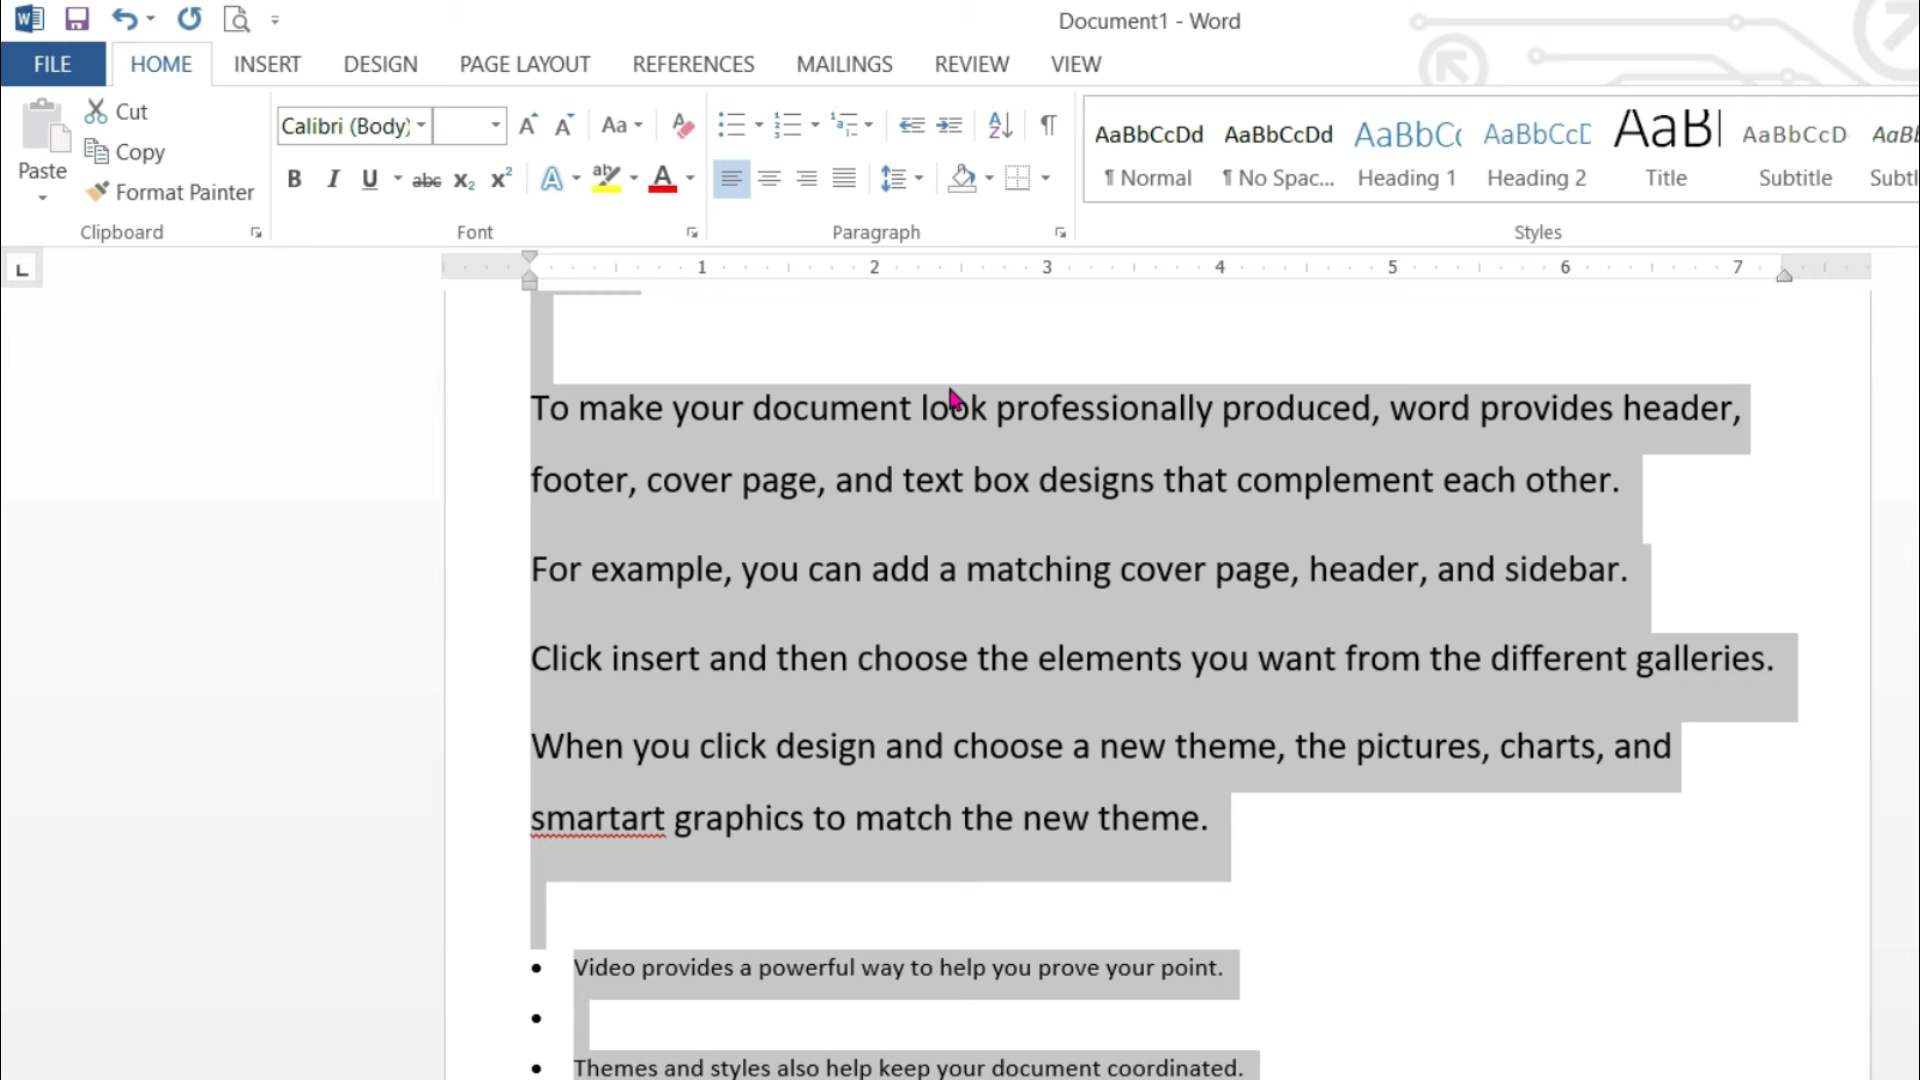 Document1 - Word
FILE HOME INSERT DESIGN PAGE LAYOUT REFERENCES MAILINGS REVIEW VIEW
Paste
Cut
Copy
Format Painter
Clipboard
Calibri (Body)
Font
Paragraph
AaBbCcDd AaBbCcDd AaBbCc AaBbCcD AaBl AaBbCcD AaB
¶ Normal ¶ No Spac... Heading 1 Heading 2 Title Subtitle Subtl
Styles
1 2 3 4 5 6 7
To make your document look professionally produced, word provides header,
footer, cover page, and text box designs that complement each other.
For example, you can add a matching cover page, header, and sidebar.
Click insert and then choose the elements you want from the different galleries.
When you click design and choose a new theme, the pictures, charts, and
smartart graphics to match the new theme.
• Video provides a powerful way to help you prove your point.
•
• Themes and styles also help keep your document coordinated.